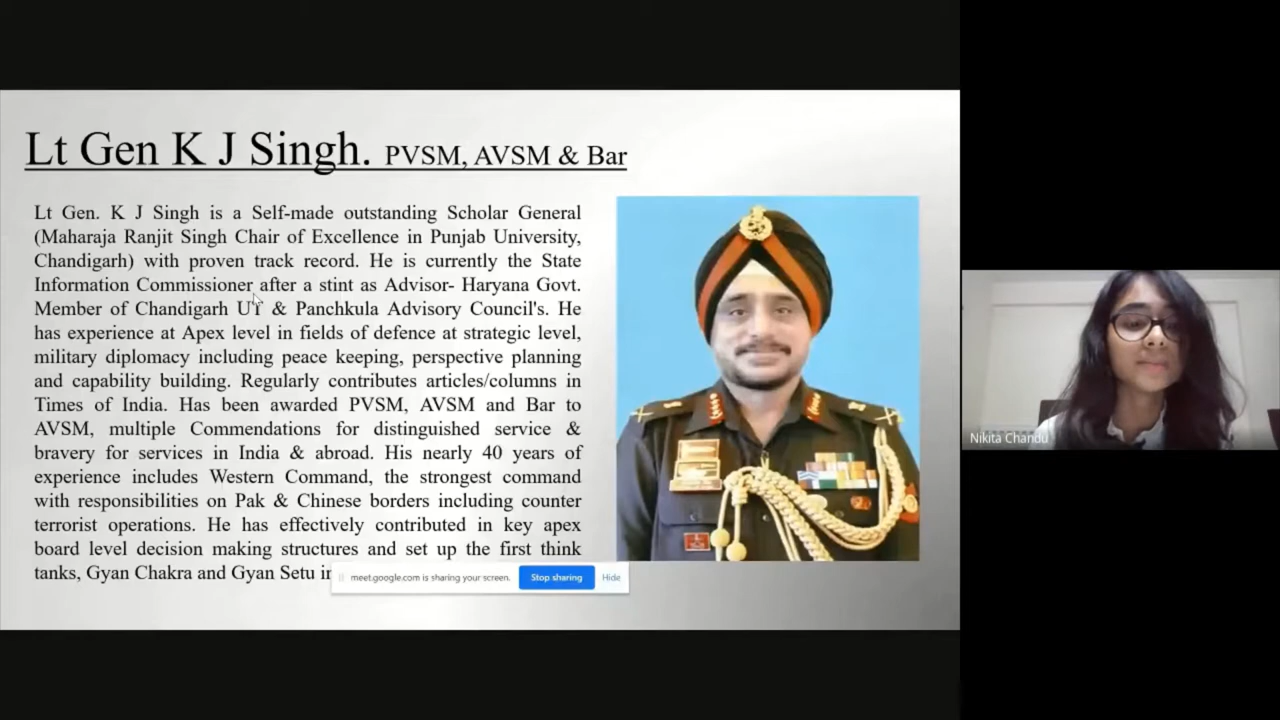 Lt Gen K J Singh. PVSM, AVSM & Bar
Lt Gen. K J Singh is a Self-made outstanding Scholar General
(Maharaja Ranjit Singh Chair of Excellence in Punjab University,
Chandigarh) with proven track record. He is currently the State
Information Commissioner after a stint as Advisor- Haryana Govt.
Member of Chandigarh UT & Panchkula Advisory Council's. He
has experience at Apex level in fields of defence at strategic level,
military diplomacy including peace keeping, perspective planning
and capability building. Regularly contributes articles/columns in
Times of India. Has been awarded PVSM, AVSM and Bar to
AVSM, multiple Commendations for distinguished service &
bravery for services in India & abroad. His nearly 40 years of
experience includes Western Command, the strongest command
with responsibilities on Pak & Chinese borders including counter
terrorist operations. He has effectively contributed in key apex
board level decision making structures and set up the first think
tanks, Gyan Chakra and Gyan Setu in
meet.google.com is sharing your screen. Stop sharing Hide
Nikita Chandu